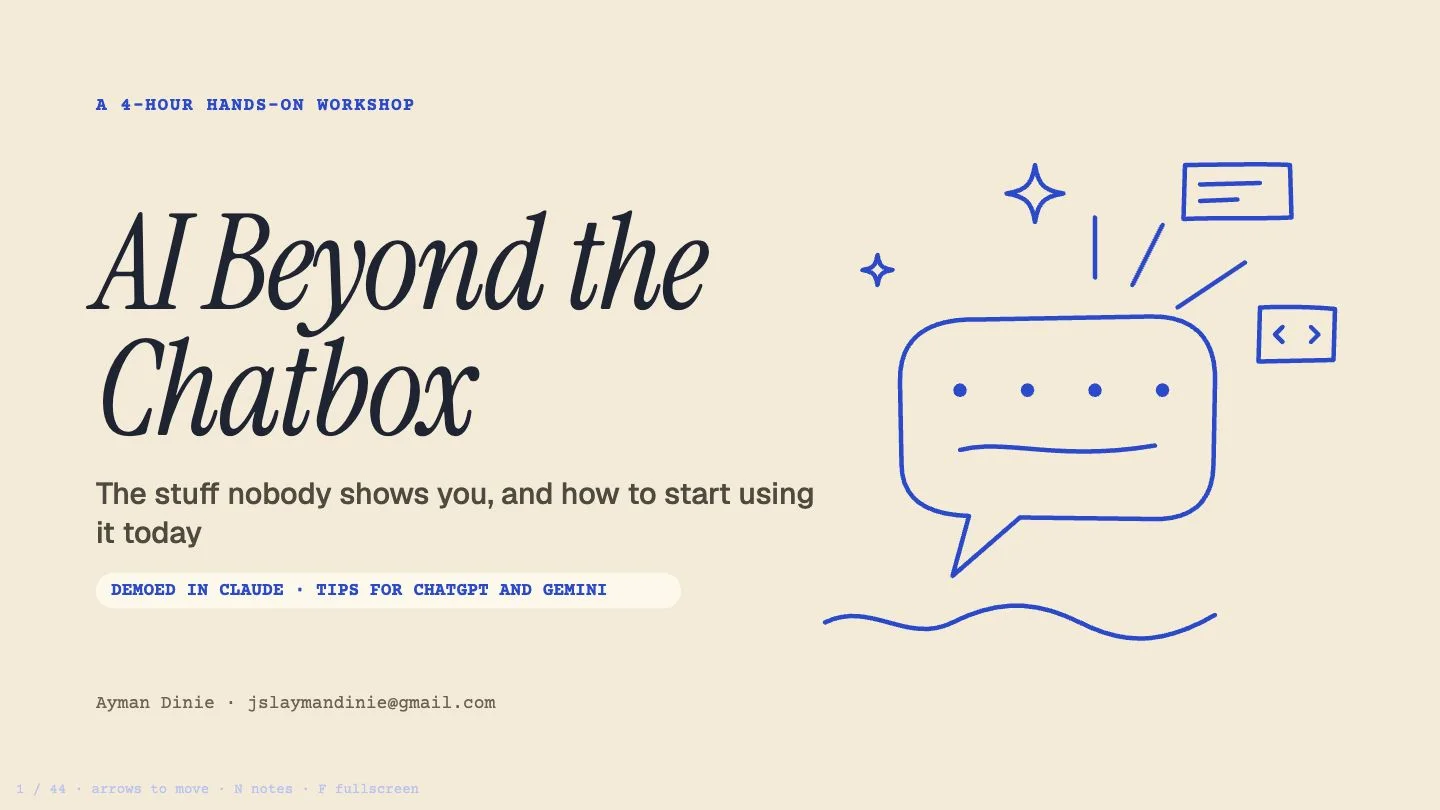 A 4-HOUR HANDS-ON WORKSHOP
AI Beyond the
Chatbox
The stuff nobody shows you, and how to start using
it today
DEMOED IN CLAUDE · TIPS FOR CHATGPT AND GEMINI
Ayman Dinie · jslaymandinie@gmail.com
1 / 44 · arrows to move · N notes · F fullscreen